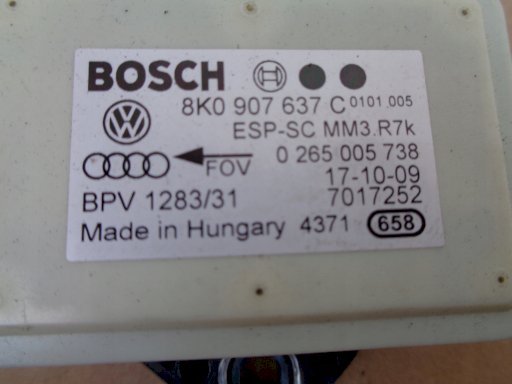 BOSCH
8K0 907 637 C 0101.005
ESP-SC MM3.R7k
FOV
0 265 005 738
17-10-09
BPV 1283/31
7017252
Made in Hungary 4371 658